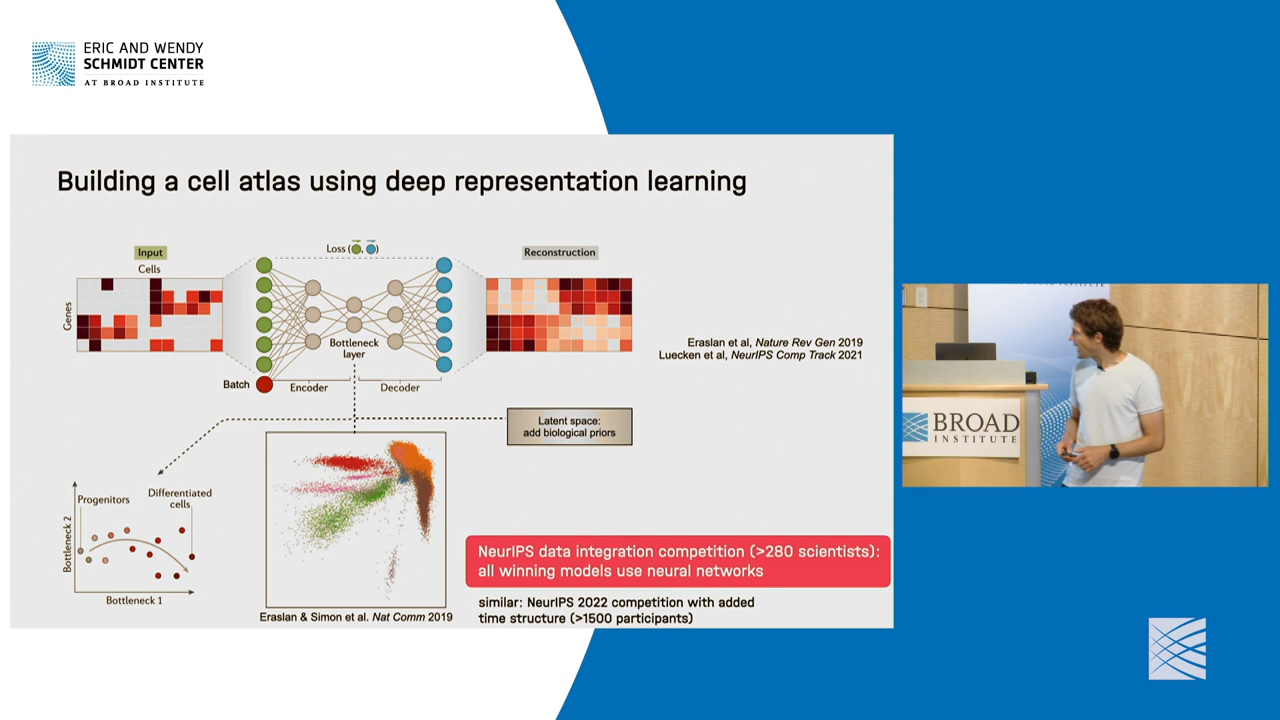 ERIC AND WENDY
SCHMIDT CENTER
AT BROAD INSTITUTE
Building a cell atlas using deep representation learning
Input
Cells
Genes
Loss ( , )
Reconstruction
Bottleneck
layer
Batch
Encoder
Decoder
Eraslan et al, Nature Rev Gen 2019
Luecken et al, NeurIPS Comp Track 2021
Latent space:
add biological priors
Progenitors
Differentiated
cells
Bottleneck 2
Bottleneck 1
Eraslan & Simon et al. Nat Comm 2019
NeurIPS data integration competition (>280 scientists):
all winning models use neural networks
similar: NeurIPS 2022 competition with added
time structure (>1500 participants)
BROAD
INSTITUTE